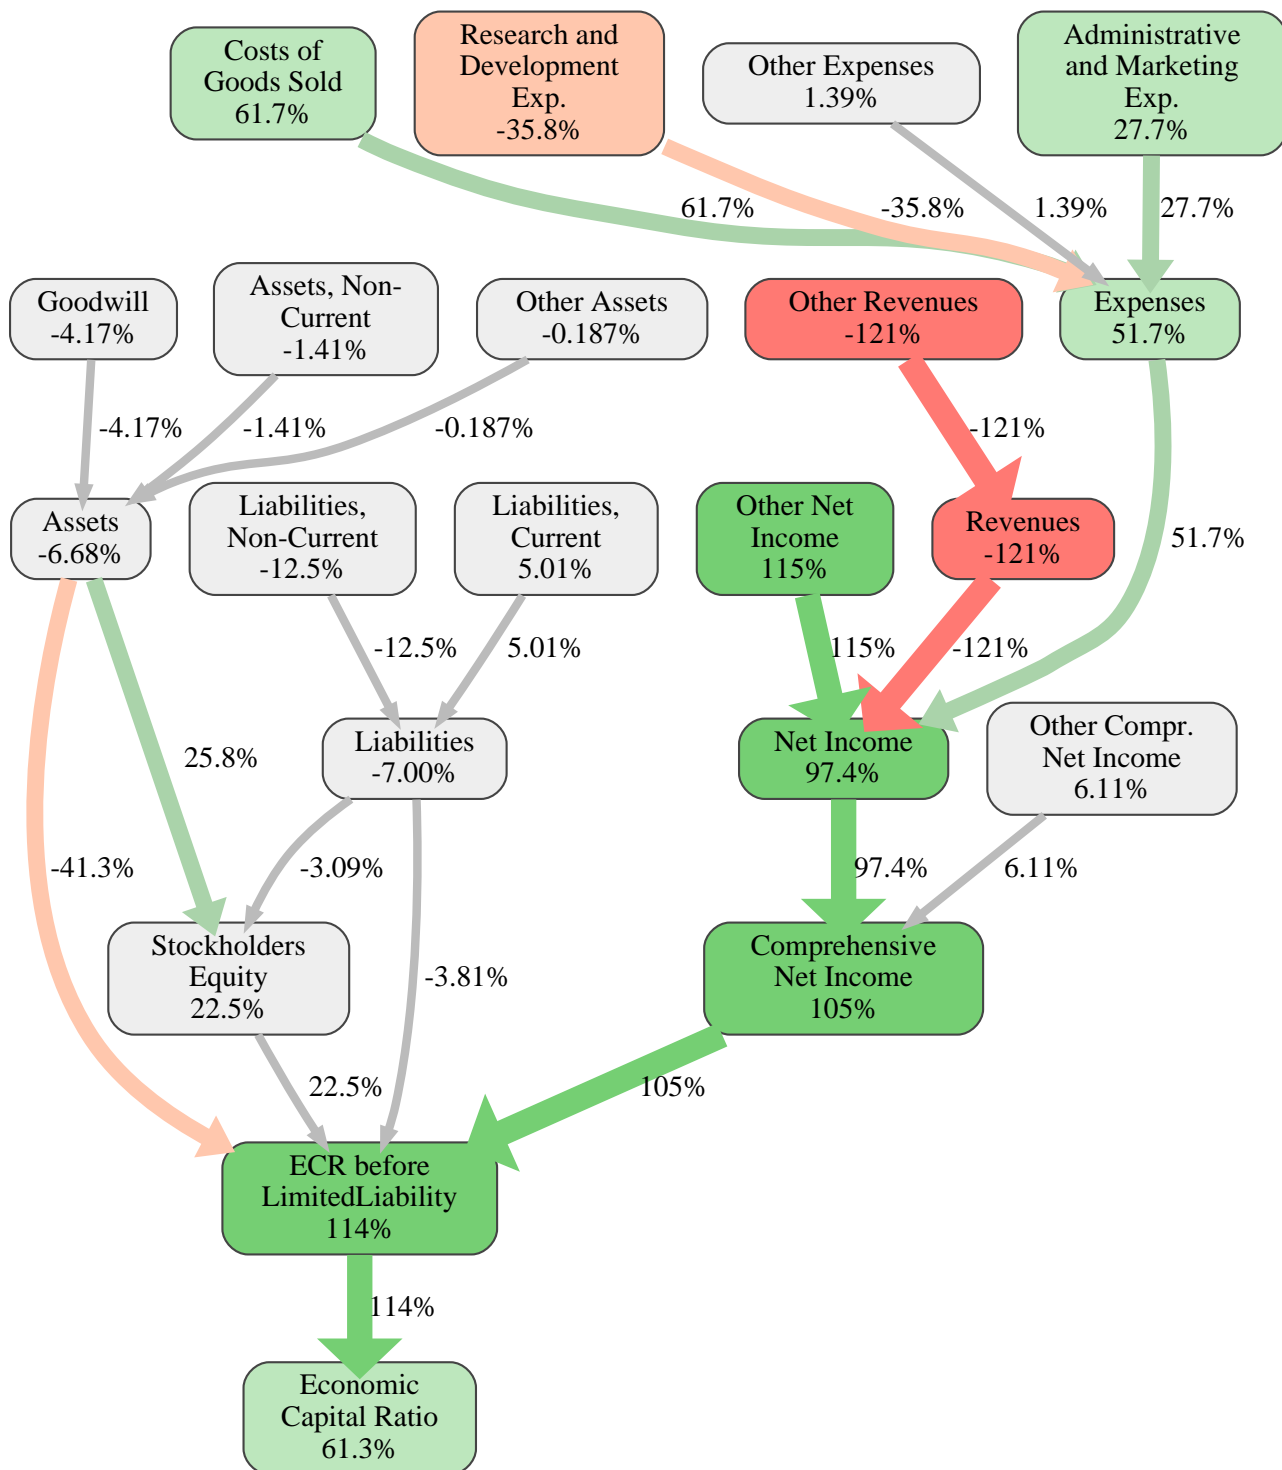 Costs of
Goods Sold
61.7%
Research and
Development
Exp.
-35.8%
Other Expenses
1.39%
Administrative
and Marketing
Exp.
27.7%
61.7%
-35.8%
1.39%
27.7%
Goodwill
-4.17%
Assets, Non-
Current
-1.41%
Other Assets
-0.187%
Other Revenues
-121%
Expenses
51.7%
-4.17%
-1.41%
-0.187%
-121%
51.7%
Assets
-6.68%
Liabilities,
Non-Current
-12.5%
Liabilities,
Current
5.01%
Other Net
Income
115%
Revenues
-121%
-12.5%
5.01%
115%
-121%
25.8%
Liabilities
-7.00%
Net Income
97.4%
Other Compr.
Net Income
6.11%
-41.3%
-3.09%
97.4%
6.11%
Stockholders
Equity
22.5%
-3.81%
Comprehensive
Net Income
105%
22.5%
105%
ECR before
LimitedLiability
114%
114%
Economic
Capital Ratio
61.3%